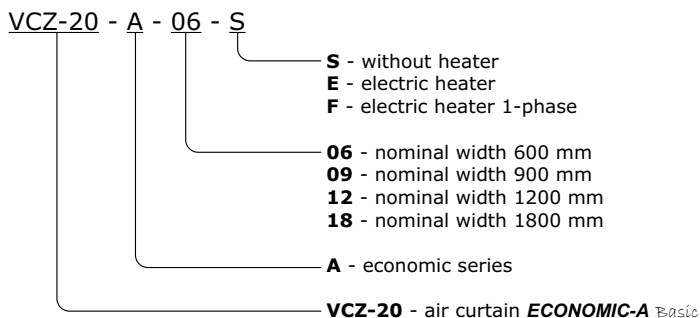 VCZ-20 - A - 06 - S
S - without heater
E - electric heater
F - electric heater 1-phase
06 - nominal width 600 mm
09 - nominal width 900 mm
12 - nominal width 1200 mm
18 - nominal width 1800 mm
A - economic series
VCZ-20 - air curtain ECONOMIC-A Basic